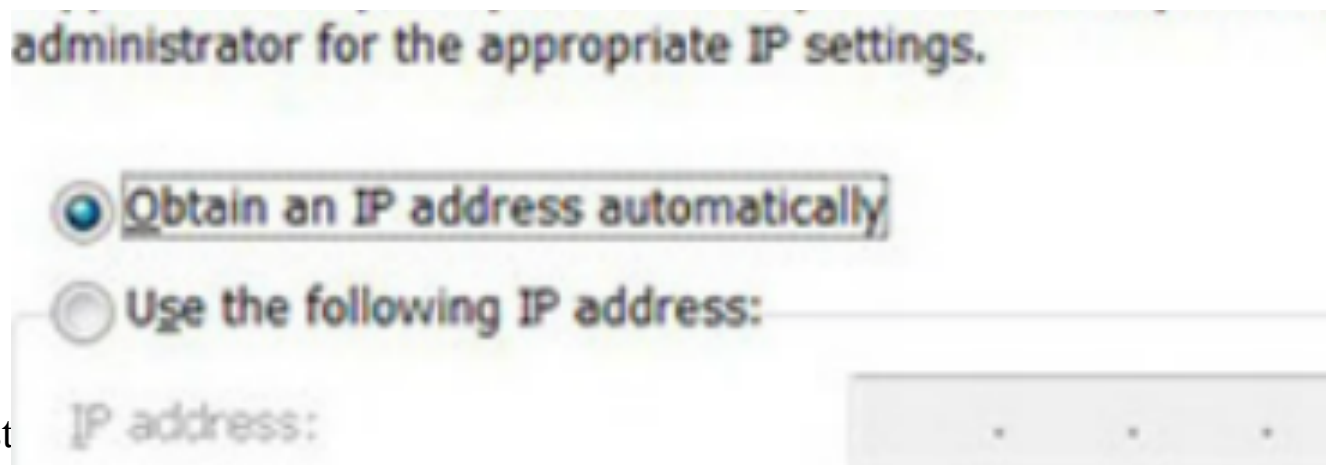 administrator for the appropriate IP settings.
Obtain an IP address automatically
Use the following IP address:
IP address: